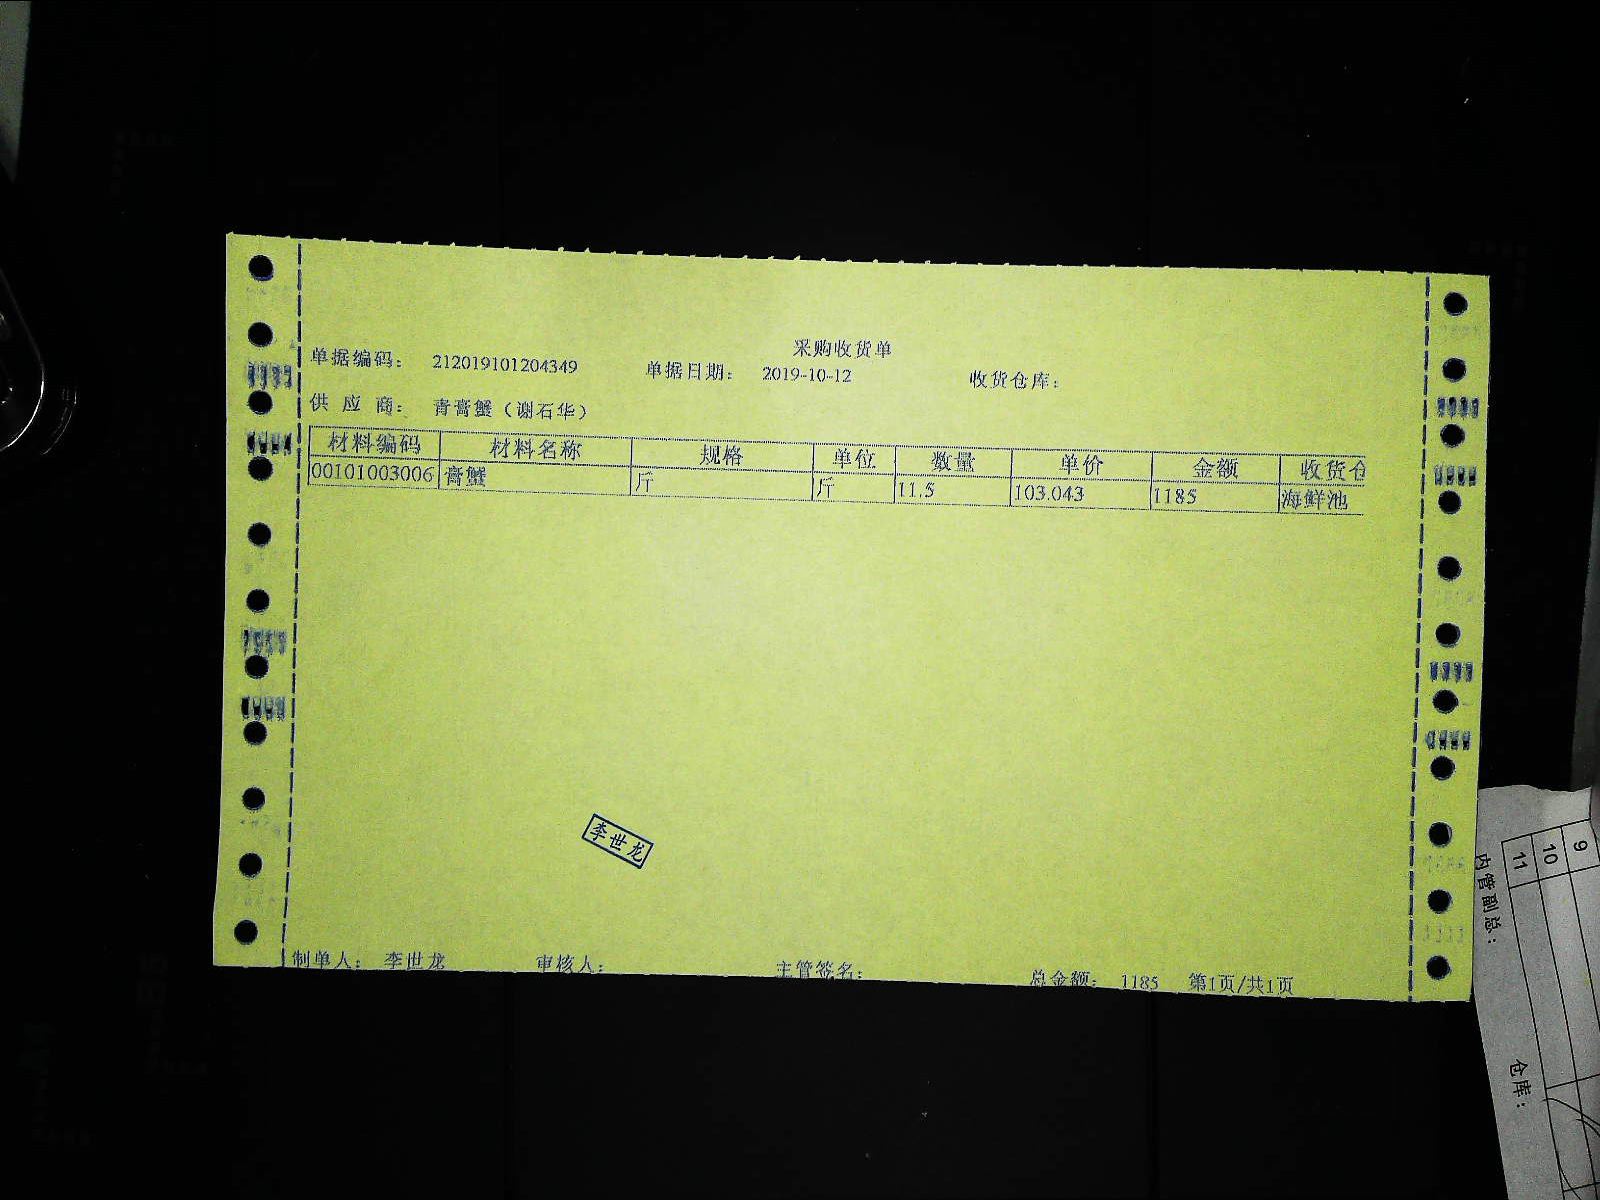 采购收货单
单据编码： 212019101204349 单据日期： 2019-10-12 收货仓库：
供 应 商： 青膏蟹（谢石华）
材料编码 材料名称 规格 单位 数量 单价 金额 收货仓
00101003006 膏蟹 斤 斤 11.5 103.043 1185 海鲜池
李世龙
制单人： 李世龙 审核人： 主管签名： 总金额： 1185 第1页/共1页
9
10
11
内管副总：
仓库：